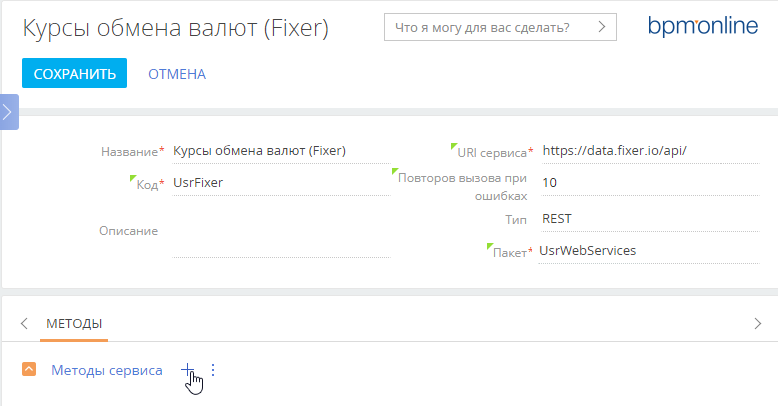 Курсы обмена валют (Fixer)
Что я могу для вас сделать?
bpm'online
СОХРАНИТЬ
ОТМЕНА
Название* Курсы обмена валют (Fixer)
Код* UsrFixer
Описание
URI сервиса* https://data.fixer.io/api/
Повторов вызова при
ошибках 10
Тип REST
Пакет* UsrWebServices
МЕТОДЫ
Методы сервиса